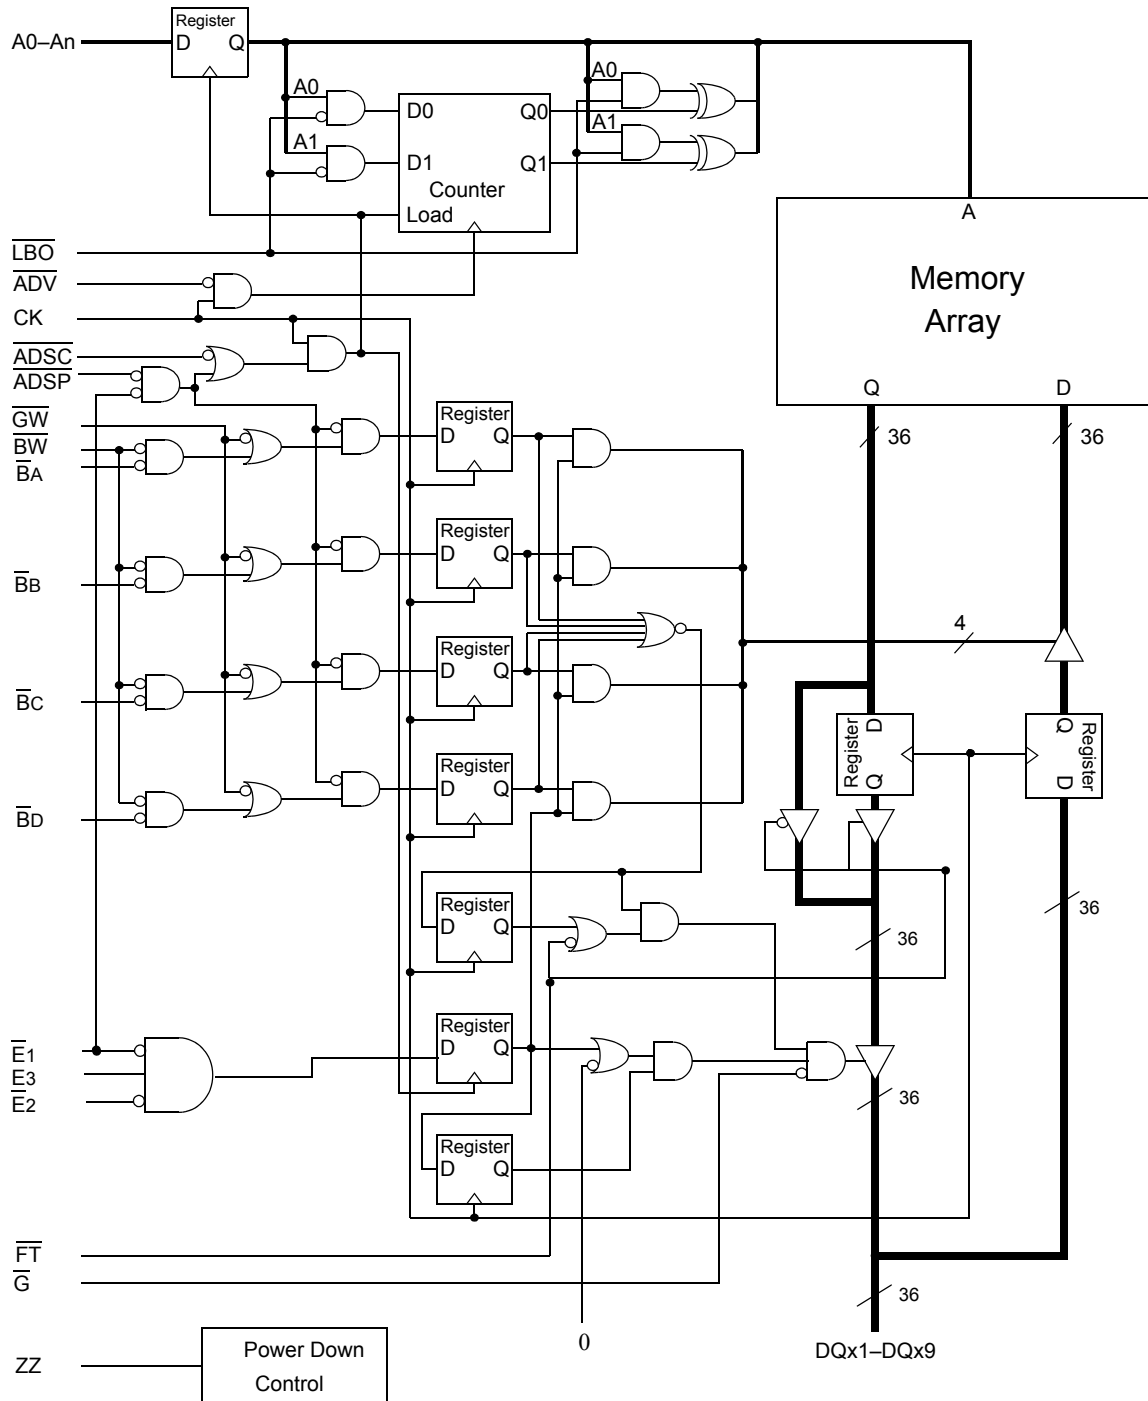 Register
A0–An
D Q
A0
A0
D0
Q0
A1
A1
D1
Q1
Counter
Load
A
LBO
ADV
Memory
CK
Array
ADSC
ADSP
Q D
GW
Register
36 36
BW
D Q
BA
Register
D Q
BB
4
Register
D Q
BC
Register
D
Q
Q
Register
D
Register
D Q
BD
Register
36
D Q
36
Register
E1
D Q
E3
E2
36
Register
D Q
FT
G
36
0
DQx1–DQx9
Power Down
ZZ
Control